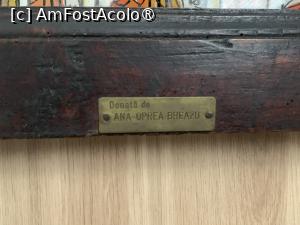 [c] AmFostAcolo®
Donată de
ANA-OPREA-BREAZU